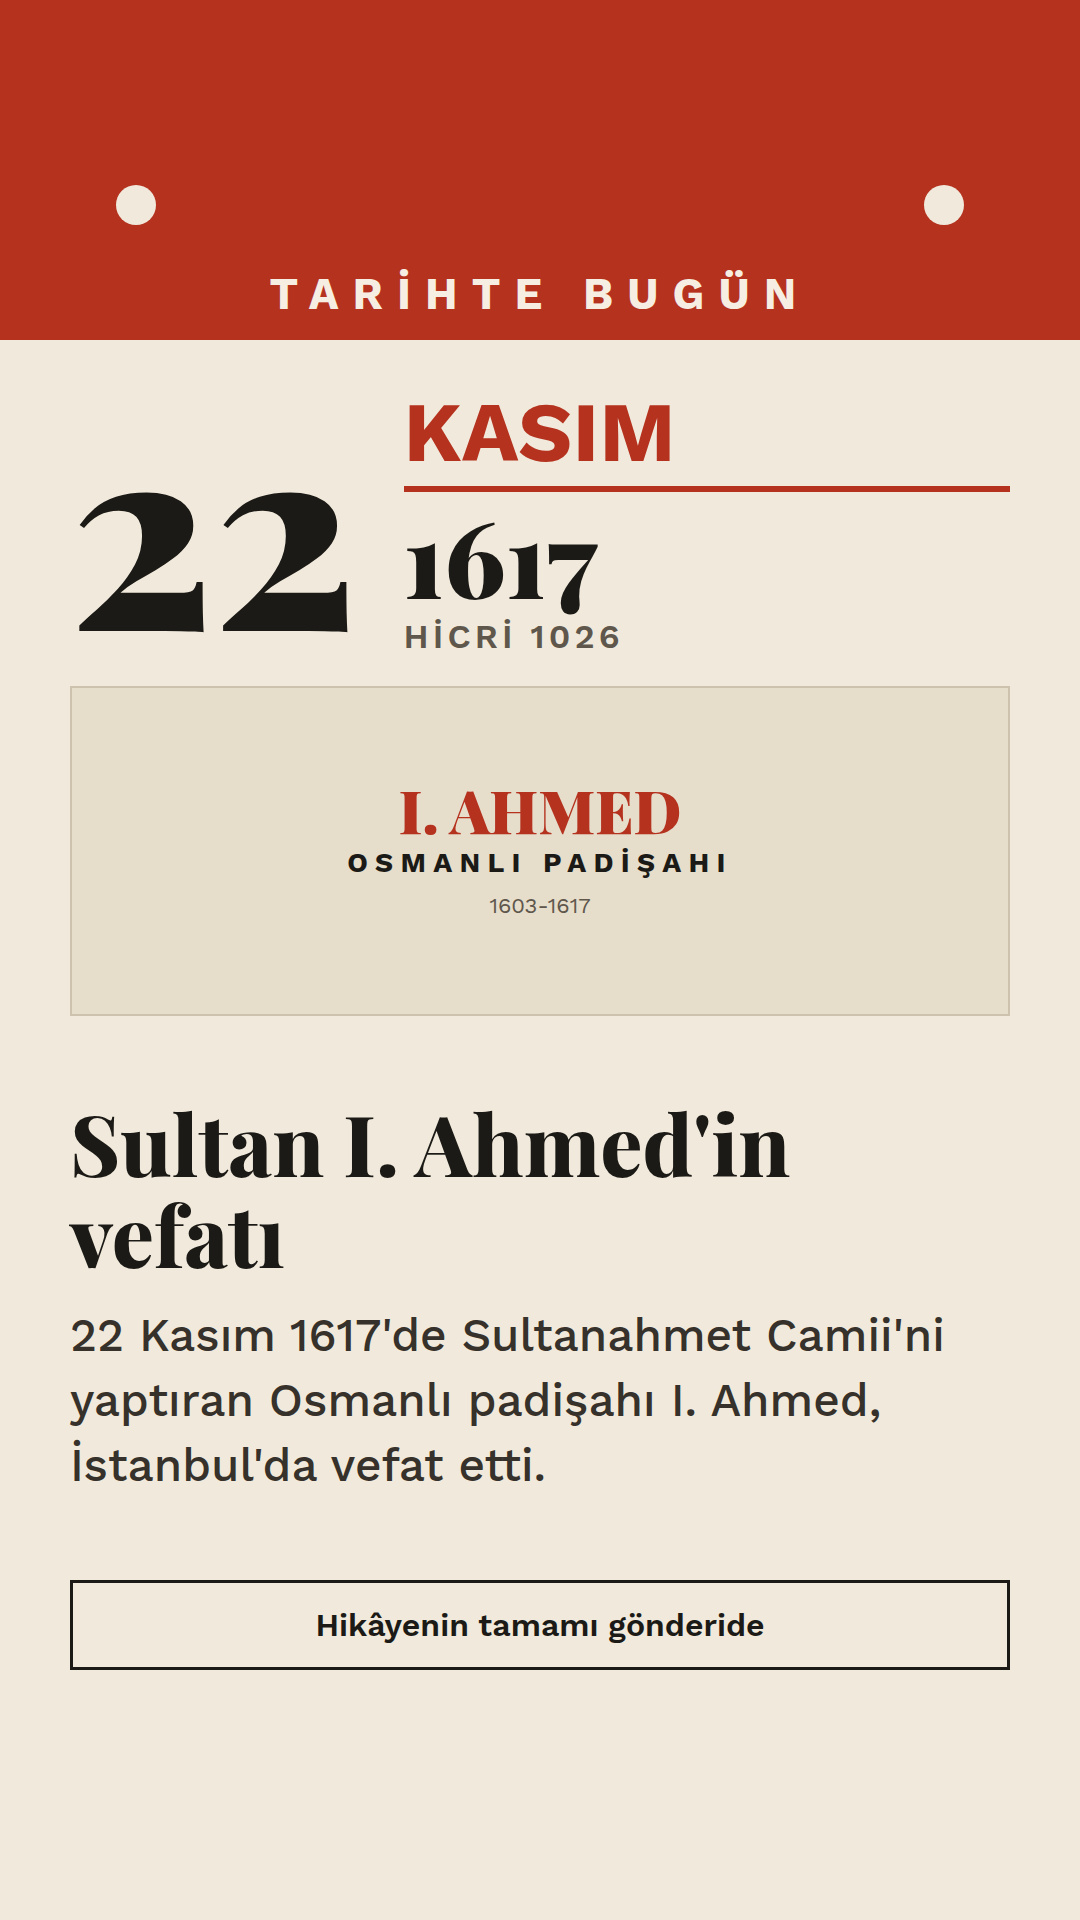 TARİHTE BUGÜN
22
KASIM
1617
HİCRİ 1026
I. AHMED
OSMANLI PADİŞAHI
1603-1617
Sultan I. Ahmed'in
vefatı
22 Kasım 1617'de Sultanahmet Camii'ni
yaptıran Osmanlı padişahı I. Ahmed,
İstanbul'da vefat etti.
Hikâyenin tamamı gönderide